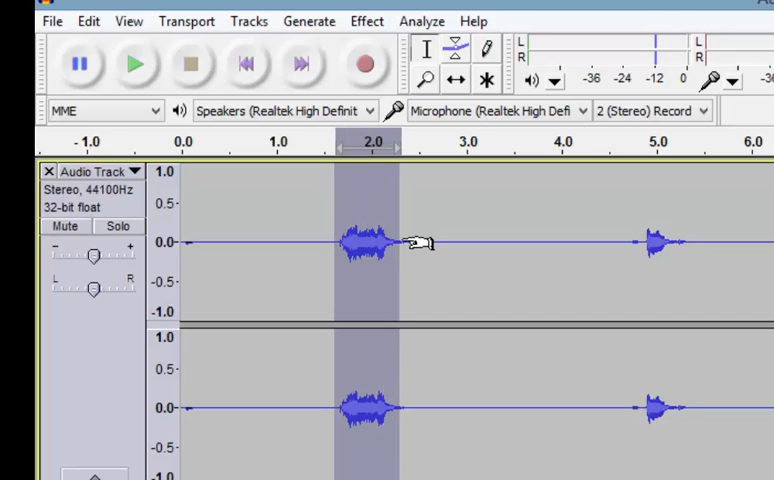 File Edit View Transport Tracks Generate Effect Analyze Help
L L
R R
-36 -24 -12 0
MME Speakers (Realtek High Definit Microphone (Realtek High Defi 2 (Stereo) Record
-1.0 0.0 1.0 2.0 3.0 4.0 5.0 6.0
Audio Track 1.0
Stereo, 44100Hz
32-bit float 0.5
Mute Solo
- + 0.0
L R -0.5
-1.0
1.0
0.5
0.0
-0.5